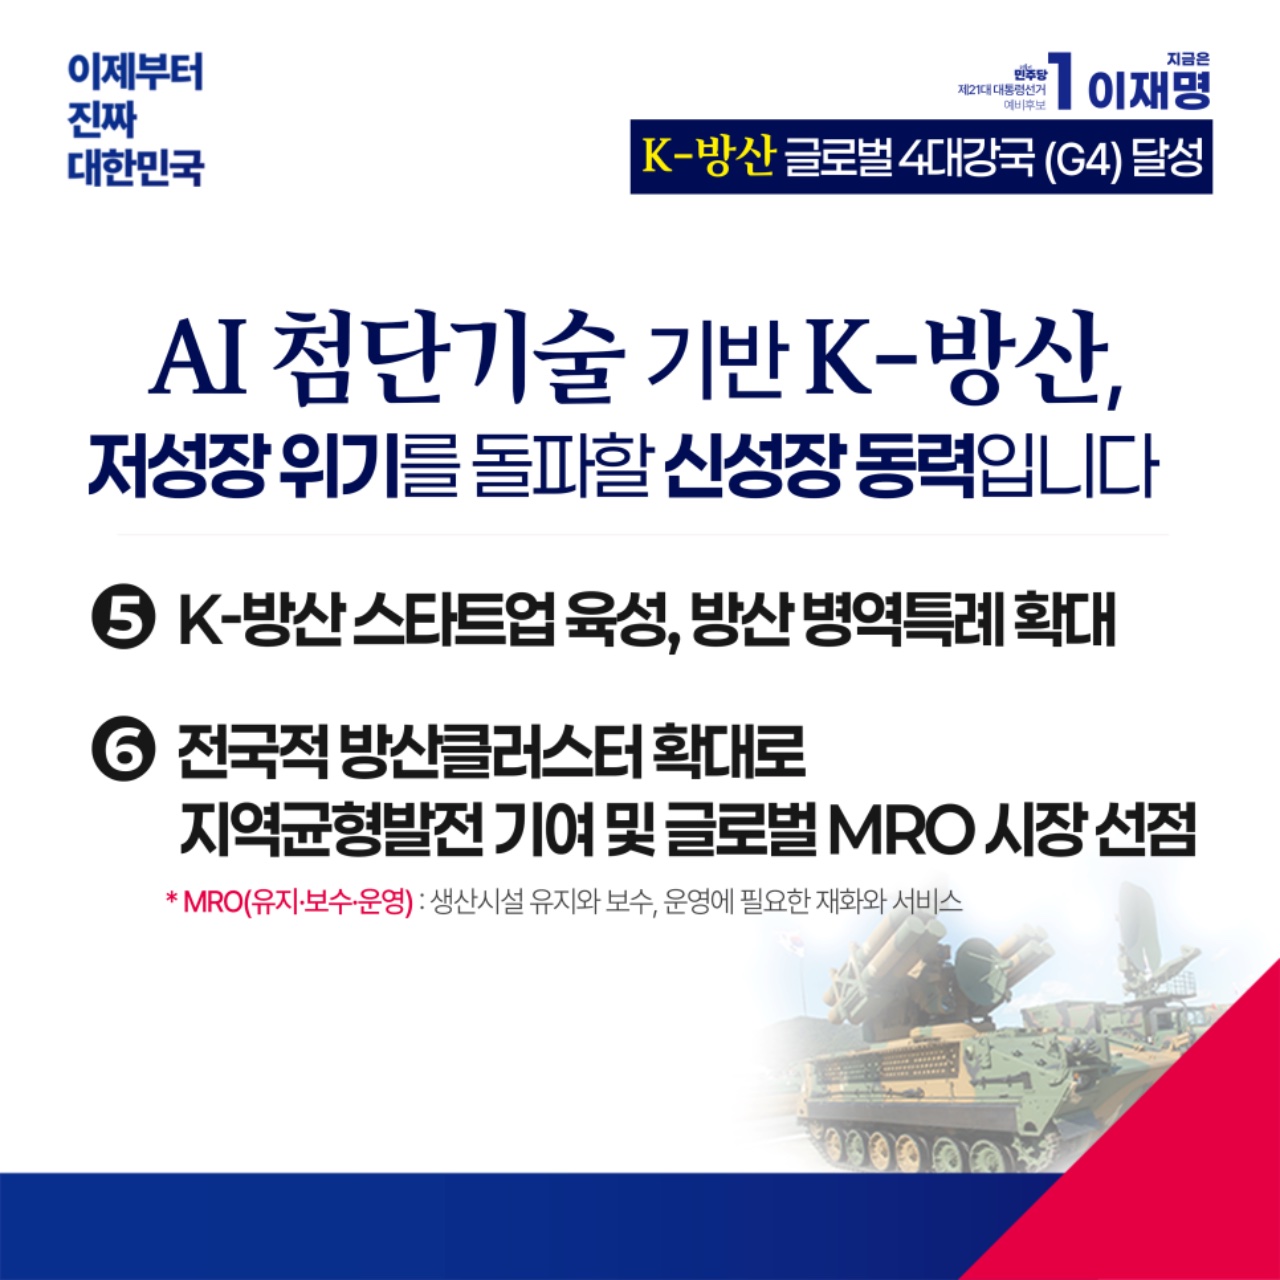 이제부터
진짜
대한민국
지금은
민주당
제21대 대통령선거
예비후보
1 이재명
K-방산 글로벌 4대강국 (G4) 달성
AI 첨단기술 기반 K-방산,
저성장 위기를 돌파할 신성장 동력입니다
❺ K-방산 스타트업 육성, 방산 병역특례 확대
❻ 전국적 방산클러스터 확대로
지역균형발전 기여 및 글로벌 MRO 시장 선점
* MRO(유지·보수·운영) : 생산시설 유지와 보수, 운영에 필요한 재화와 서비스